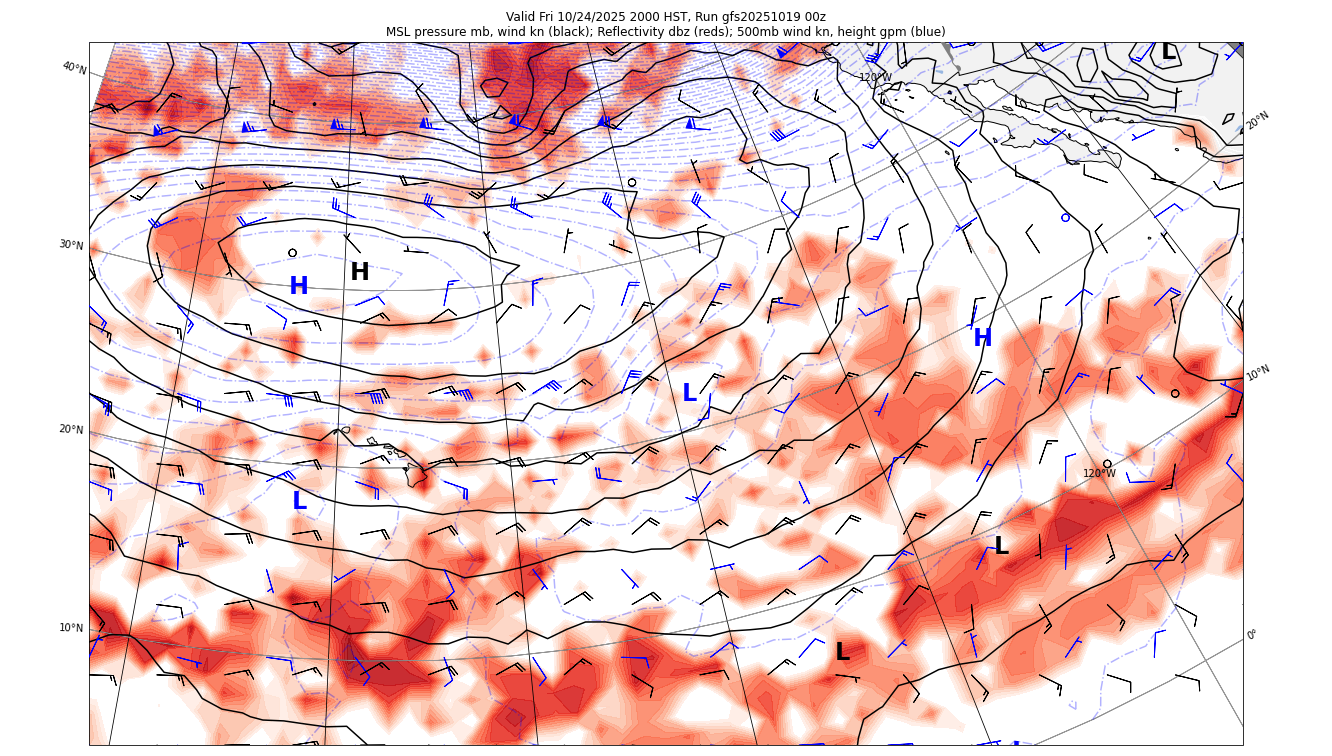 Valid Fri 10/24/2025 2000 HST, Run gfs20251019 00z
MSL pressure mb, wind kn (black); Reflectivity dbz (reds); 500mb wind kn, height gpm (blue)
L
40°N
120°W
20°N
30°N
H
H
H
10°N
L
20°N
120°W
L
L
10°N
0°
L